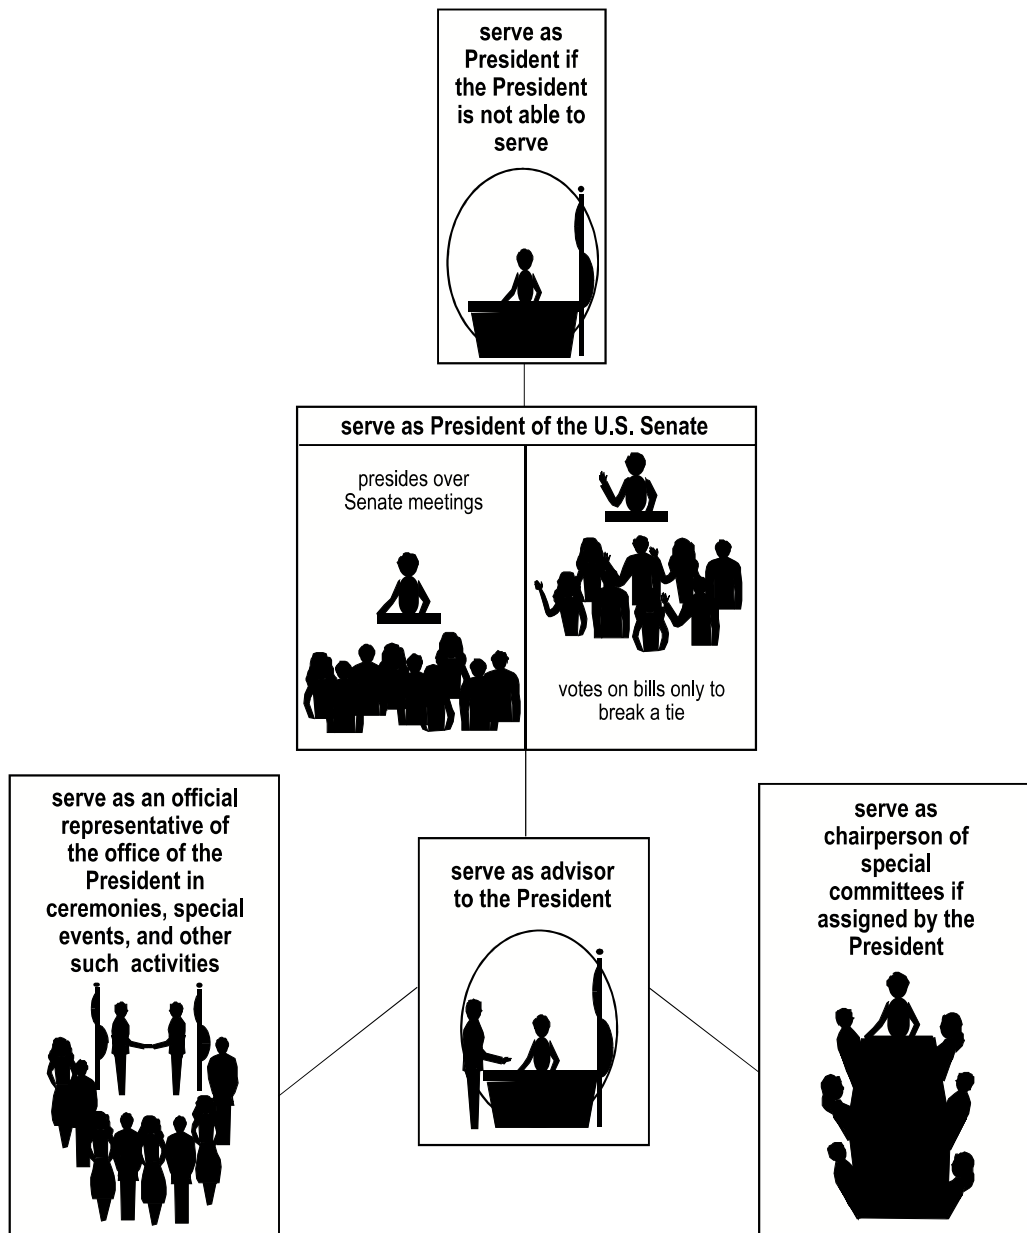 serve as
President if
the President
is not able to
serve
serve as President of the U.S. Senate
presides over
Senate meetings
votes on bills only to
break a tie
serve as an official
representative of
the office of the
President in
ceremonies, special
events, and other
such activities
serve as advisor
to the President
serve as
chairperson of
special
committees if
assigned by the
President